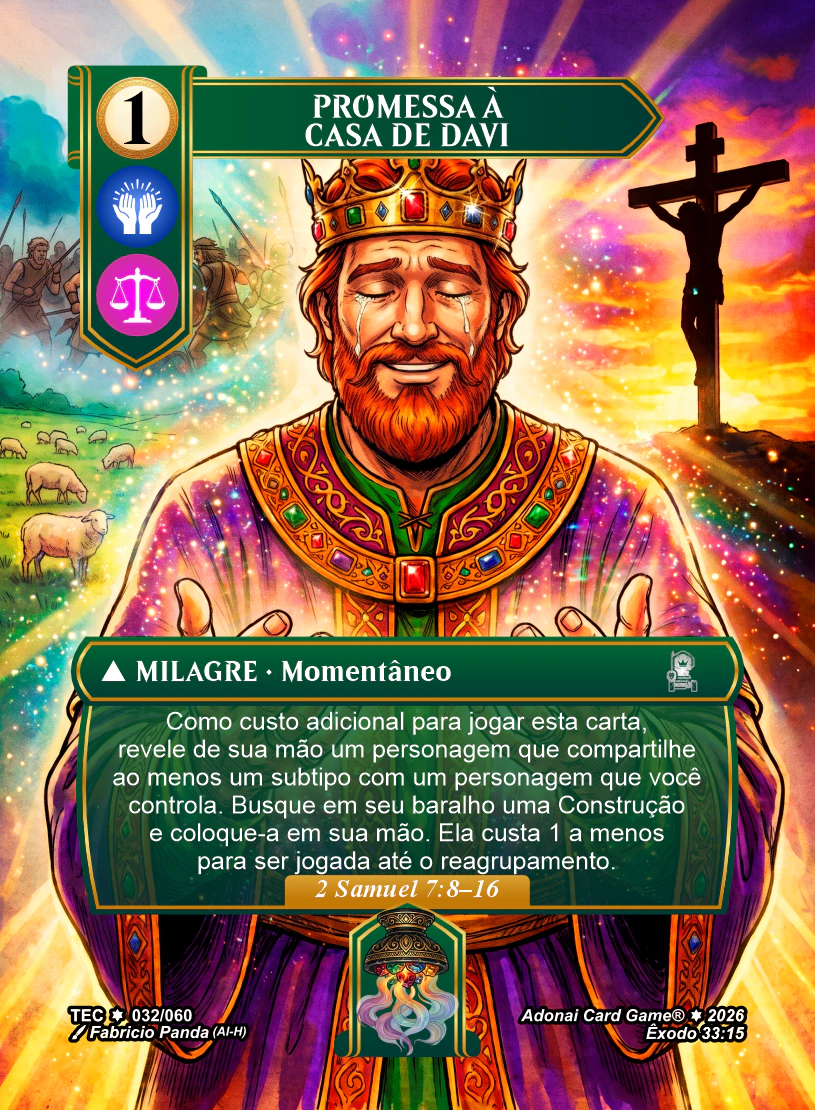 1
PROMESSA À
CASA DE DAVI
MILAGRE · Momentâneo
Como custo adicional para jogar esta carta,
revele de sua mão um personagem que compartilhe
ao menos um subtipo com um personagem que você
controla. Busque em seu baralho uma Construção
e coloque-a em sua mão. Ela custa 1 a menos
para ser jogada até o reagrupamento.
2 Samuel 7:8–16
TEC ✶ 032/060
Fabricio Panda (AI-H)
Adonai Card Game® ✶ 2026
Êxodo 33:15